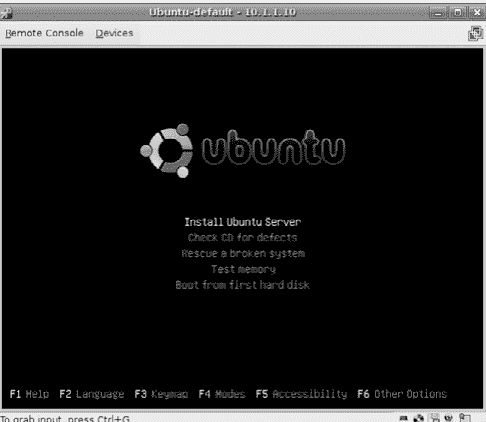 Ubuntu-default - 10.1.1.10
Remote Console Devices
ubuntu
Install Ubuntu Server
Check CD for defects
Rescue a broken system
Test memory
Boot from first hard disk
F1 Help F2 Language F3 Keymap F4 Modes F5 Accessibility F6 Other Options
To grab input, press Ctrl+G